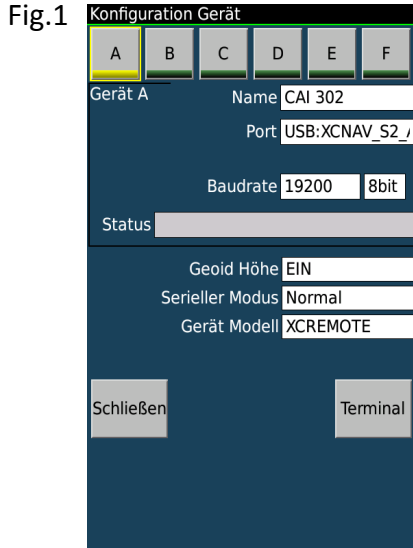 Fig.1
Konfiguration Gerät
A B C D E F
Gerät A
Name CAI 302
Port USB:XCNAV_S2_
Baudrate 19200 8bit
Status
Geoid Höhe EIN
Serieller Modus Normal
Gerät Modell XCREMOTE
Schließen Terminal